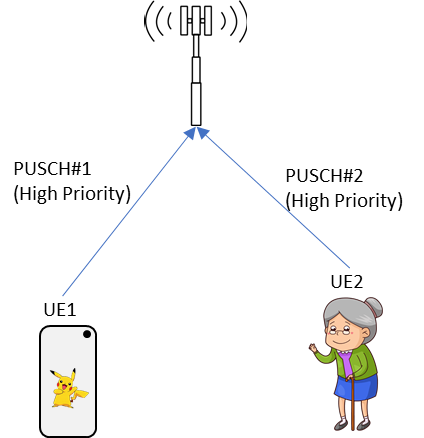 PUSCH#1
(High Priority)
PUSCH#2
(High Priority)
UE1
UE2